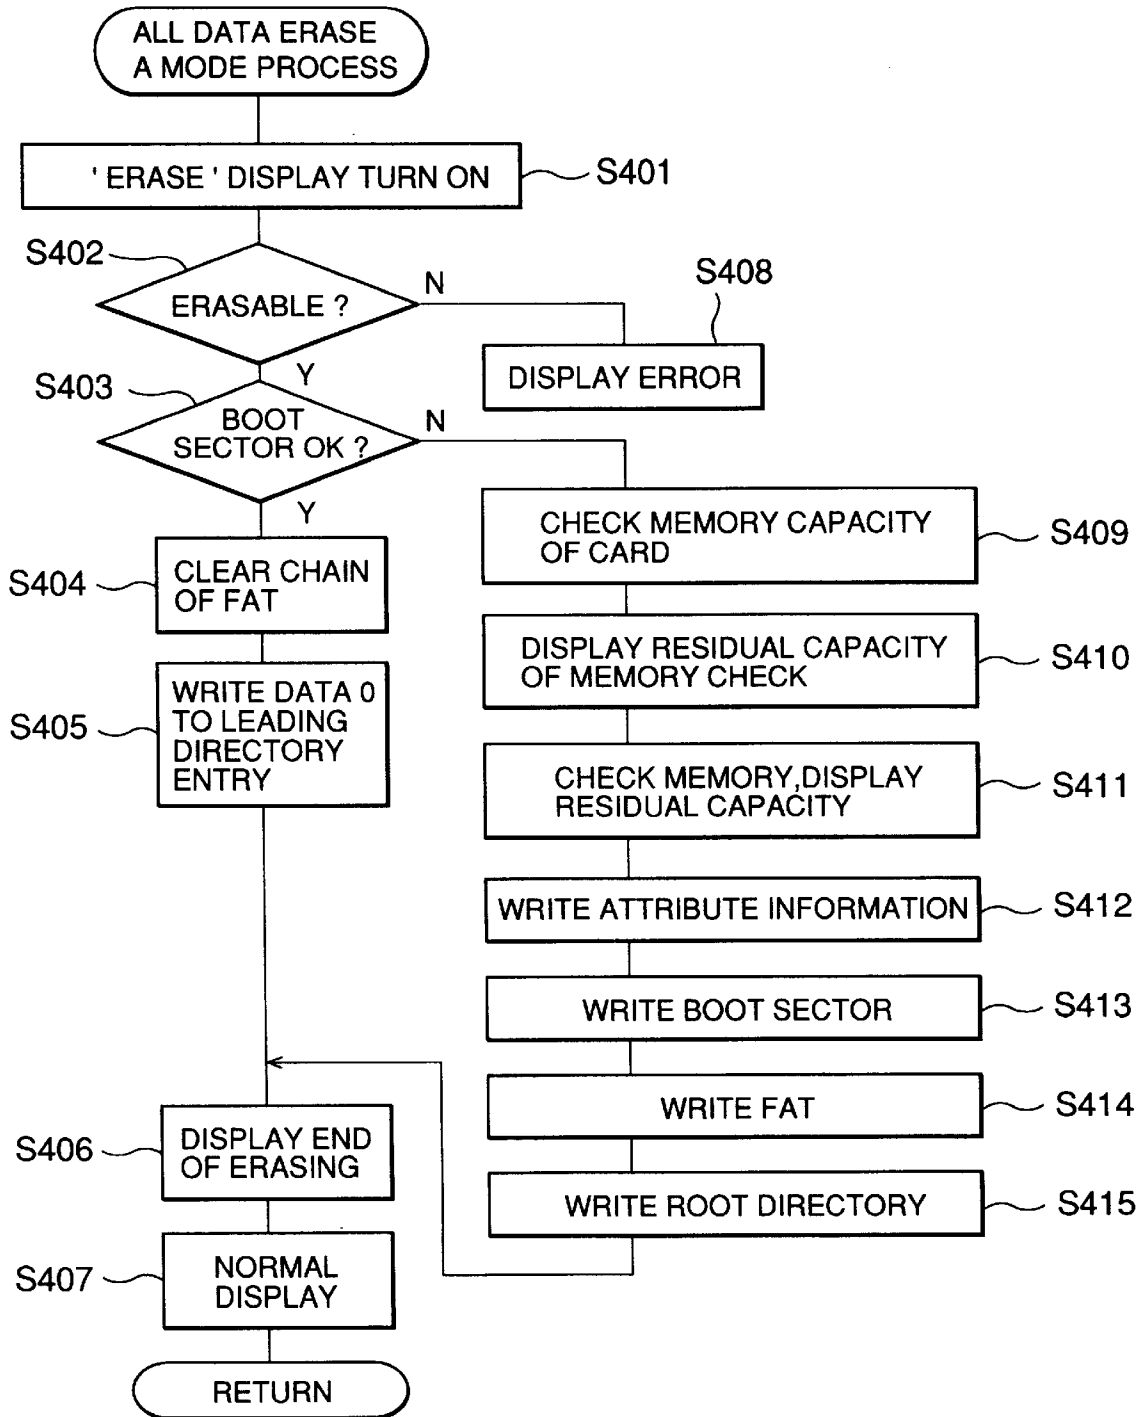 ALL DATA ERASE
A MODE PROCESS
' ERASE ' DISPLAY TURN ON
S401
S402
ERASABLE ?
N
Y
S408
DISPLAY ERROR
S403
BOOT
SECTOR OK ?
N
Y
S404
CLEAR CHAIN
OF FAT
S405
WRITE DATA 0
TO LEADING
DIRECTORY
ENTRY
CHECK MEMORY CAPACITY
OF CARD
S409
DISPLAY RESIDUAL CAPACITY
OF MEMORY CHECK
S410
CHECK MEMORY,DISPLAY
RESIDUAL CAPACITY
S411
WRITE ATTRIBUTE INFORMATION
S412
WRITE BOOT SECTOR
S413
WRITE FAT
S414
WRITE ROOT DIRECTORY
S415
S406
DISPLAY END
OF ERASING
S407
NORMAL
DISPLAY
RETURN